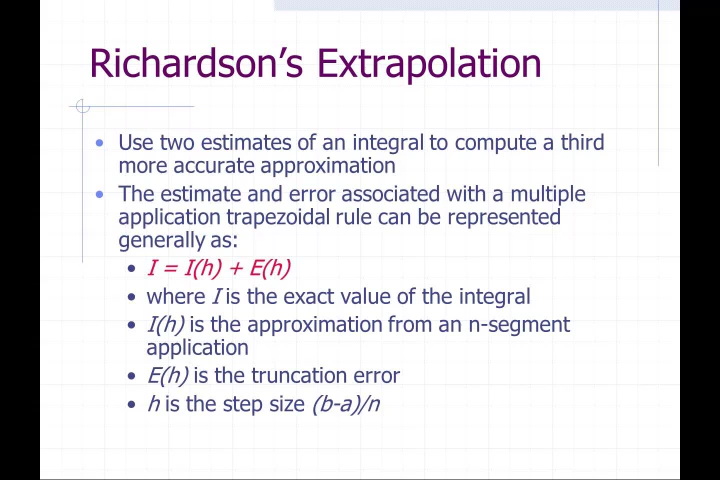 Richardson’s Extrapolation
• Use two estimates of an integral to compute a third
more accurate approximation
• The estimate and error associated with a multiple
application trapezoidal rule can be represented
generally as:
• I = I(h) + E(h)
• where I is the exact value of the integral
• I(h) is the approximation from an n-segment
application
• E(h) is the truncation error
• h is the step size (b-a)/n